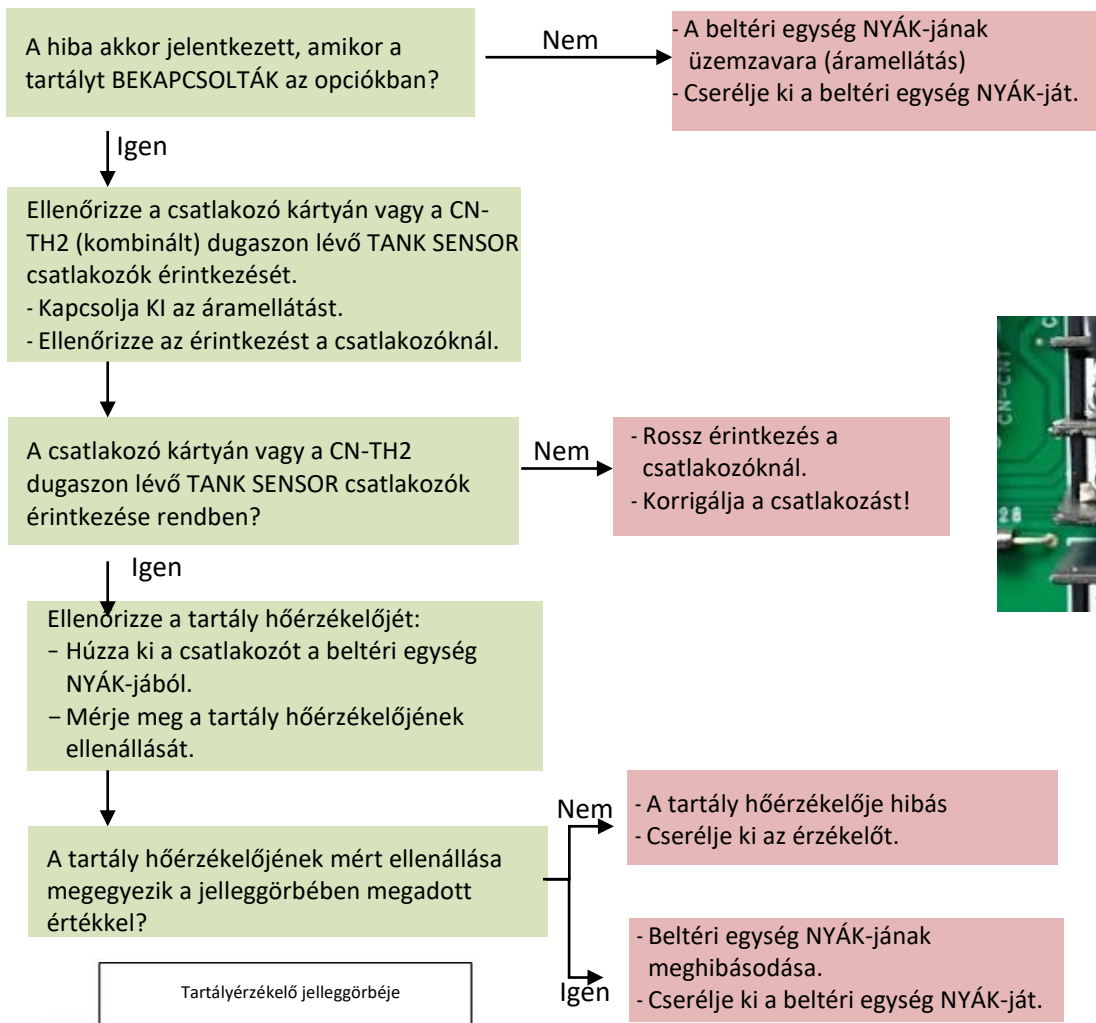 A hiba akkor jelentkezett, amikor a
tartályt BEKAPCSOLTÁK az opciókban?
Nem
- A beltéri egység NYÁK-jának
üzemzavara (áramellátás)
- Cserélje ki a beltéri egység NYÁK-ját.
Igen
Ellenőrizze a csatlakozó kártyán vagy a CN-
TH2 (kombinált) dugaszon lévő TANK SENSOR
csatlakozók érintkezését.
- Kapcsolja KI az áramellátást.
- Ellenőrizze az érintkezést a csatlakozóknál.
A csatlakozó kártyán vagy a CN-TH2
dugaszon lévő TANK SENSOR csatlakozók
érintkezése rendben?
Nem
- Rossz érintkezés a
csatlakozóknál.
- Korrigálja a csatlakozást!
CN-CNT
28
Igen
Ellenőrizze a tartály hőérzékelőjét:
− Húzza ki a csatlakozót a beltéri egység
NYÁK-jából.
− Mérje meg a tartály hőérzékelőjének
ellenállását.
A tartály hőérzékelőjének mért ellenállása
megegyezik a jelleggörbében megadott
értékkel?
Nem
- A tartály hőérzékelője hibás
- Cserélje ki az érzékelőt.
Igen
- Beltéri egység NYÁK-jának
meghibásodása.
- Cserélje ki a beltéri egység NYÁK-ját.
Tartályérzékelő jelleggörbéje